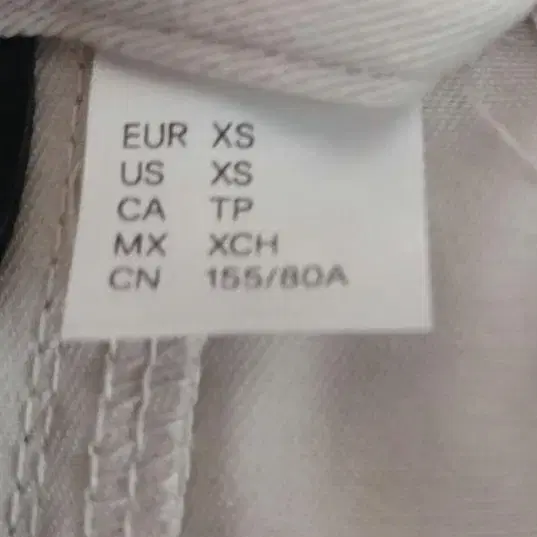 EUR XS
US XS
CA TP
MX XCH
CN 155/80A